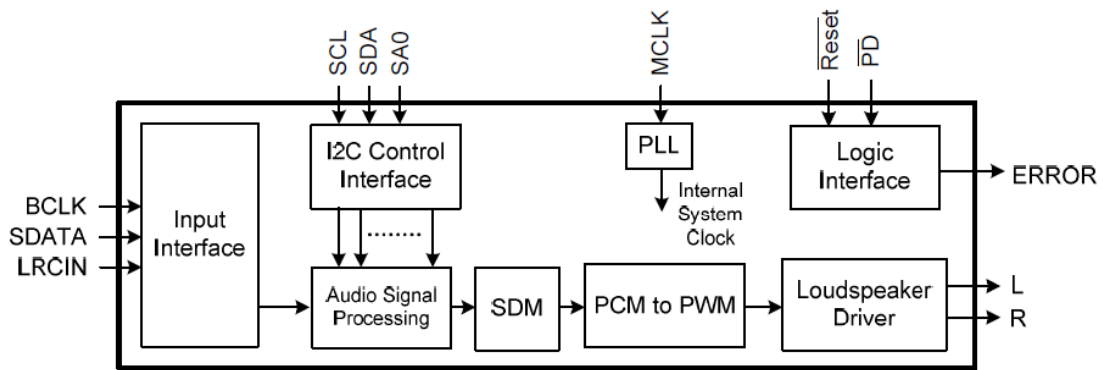 SCL
SDA
SA0
MCLK
Reset
PD
I2C Control
Interface
PLL
Logic
Interface
ERROR
BCLK
SDATA
LRCIN
Input
Interface
........
Internal
System
Clock
Audio Signal
Processing
SDM
PCM to PWM
Loudspeaker
Driver
L
R